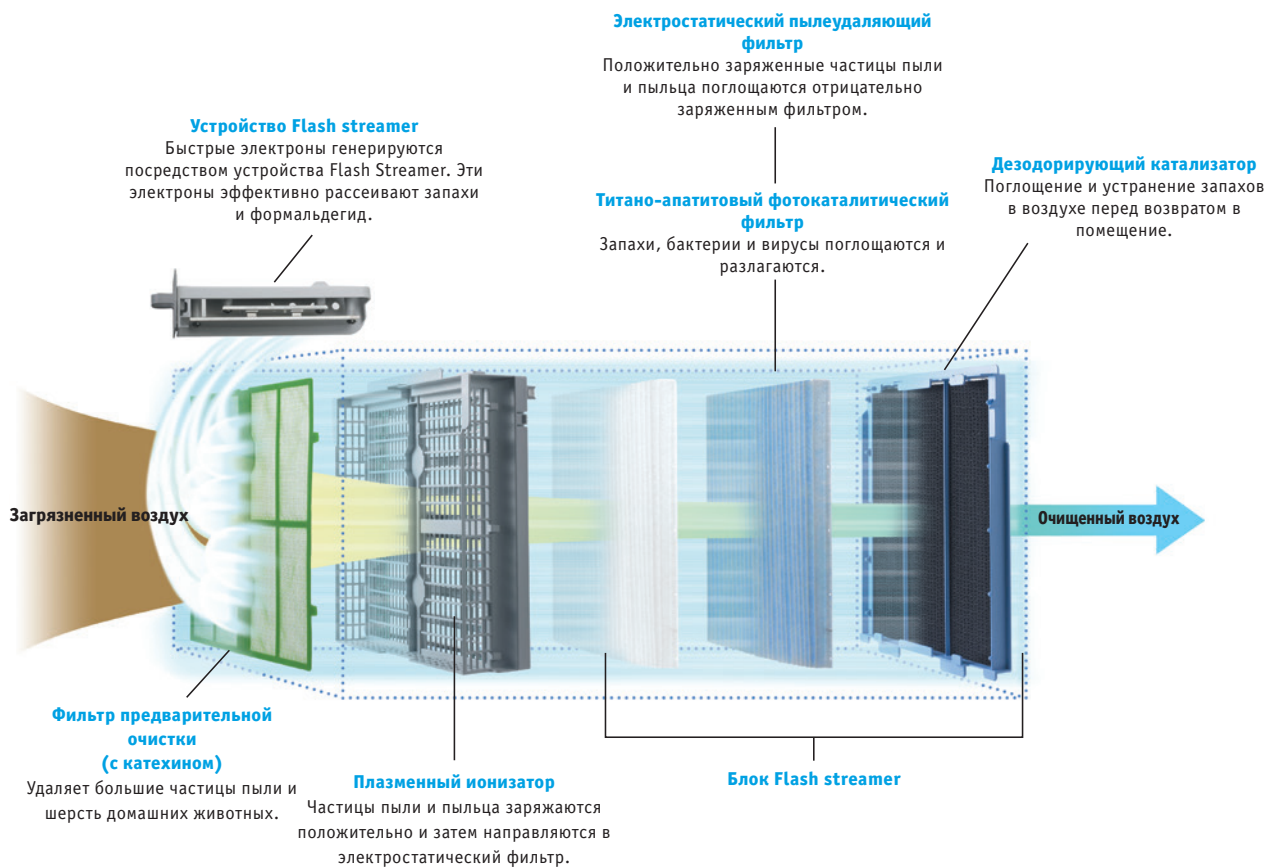 Электростатический пылеудаляющий
фильтр
Положительно заряженные частицы пыли
и пыльца поглощаются отрицательно
заряженным фильтром.
Устройство Flash streamer
Быстрые электроны генерируются
посредством устройства Flash Streamer. Эти
электроны эффективно рассеивают запахи
и формальдегид.
Титано-апатитовый фотокаталитический
фильтр
Запахи, бактерии и вирусы поглощаются и
разлагаются.
Дезодорирующий катализатор
Поглощение и устранение запахов
в воздухе перед возвратом в
помещение.
Загрязненный воздух
Очищенный воздух
Фильтр предварительной
очистки
(с катехином)
Удаляет большие частицы пыли и
шерсть домашних животных.
Плазменный ионизатор
Частицы пыли и пыльца заряжаются
положительно и затем направляются в
электростатический фильтр.
Блок Flash streamer